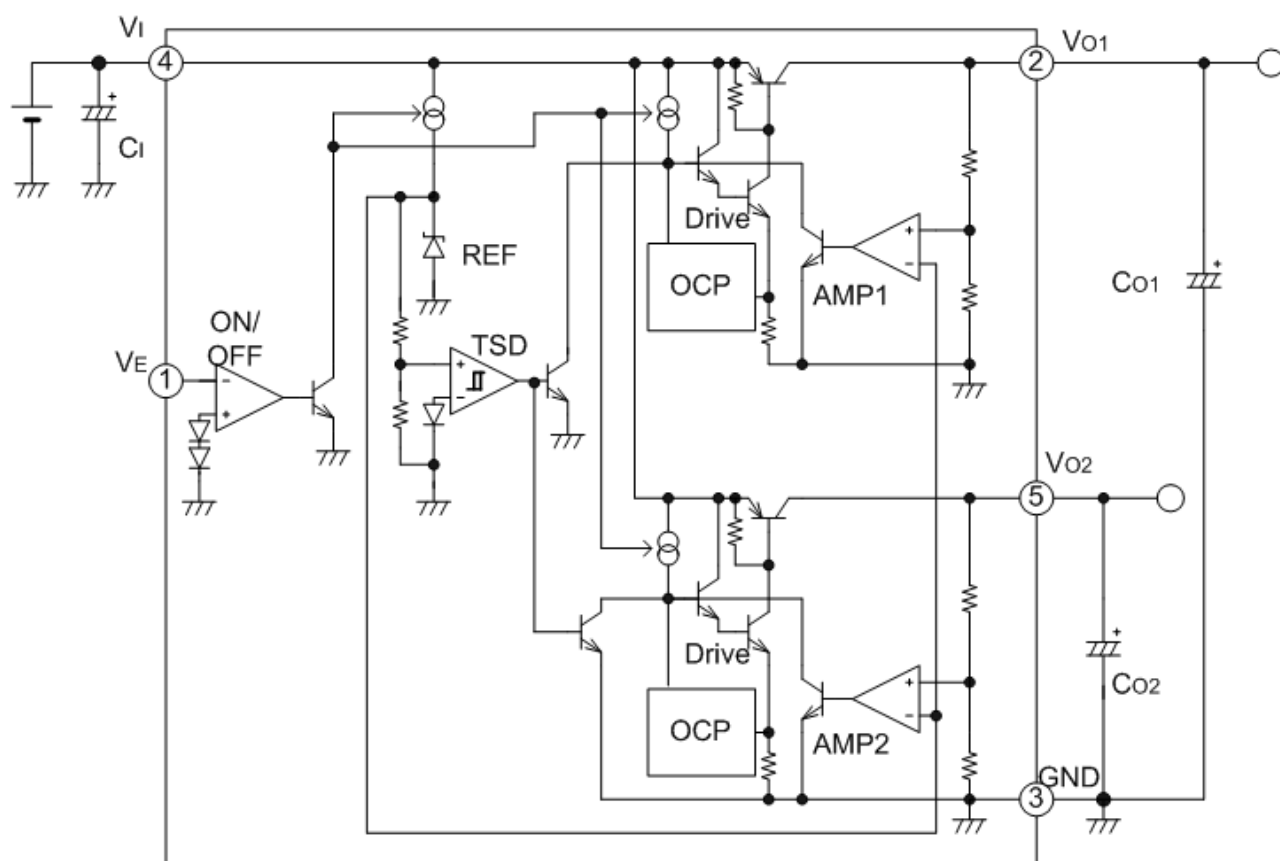 VI
VO1
4
2
+
CI
Drive
REF
+
-
OCP
AMP1
+
CO1
ON/
OFF
TSD
VE
1
-
+
+
-
VO2
5
Drive
+
-
+
CO2
OCP
AMP2
GND
3